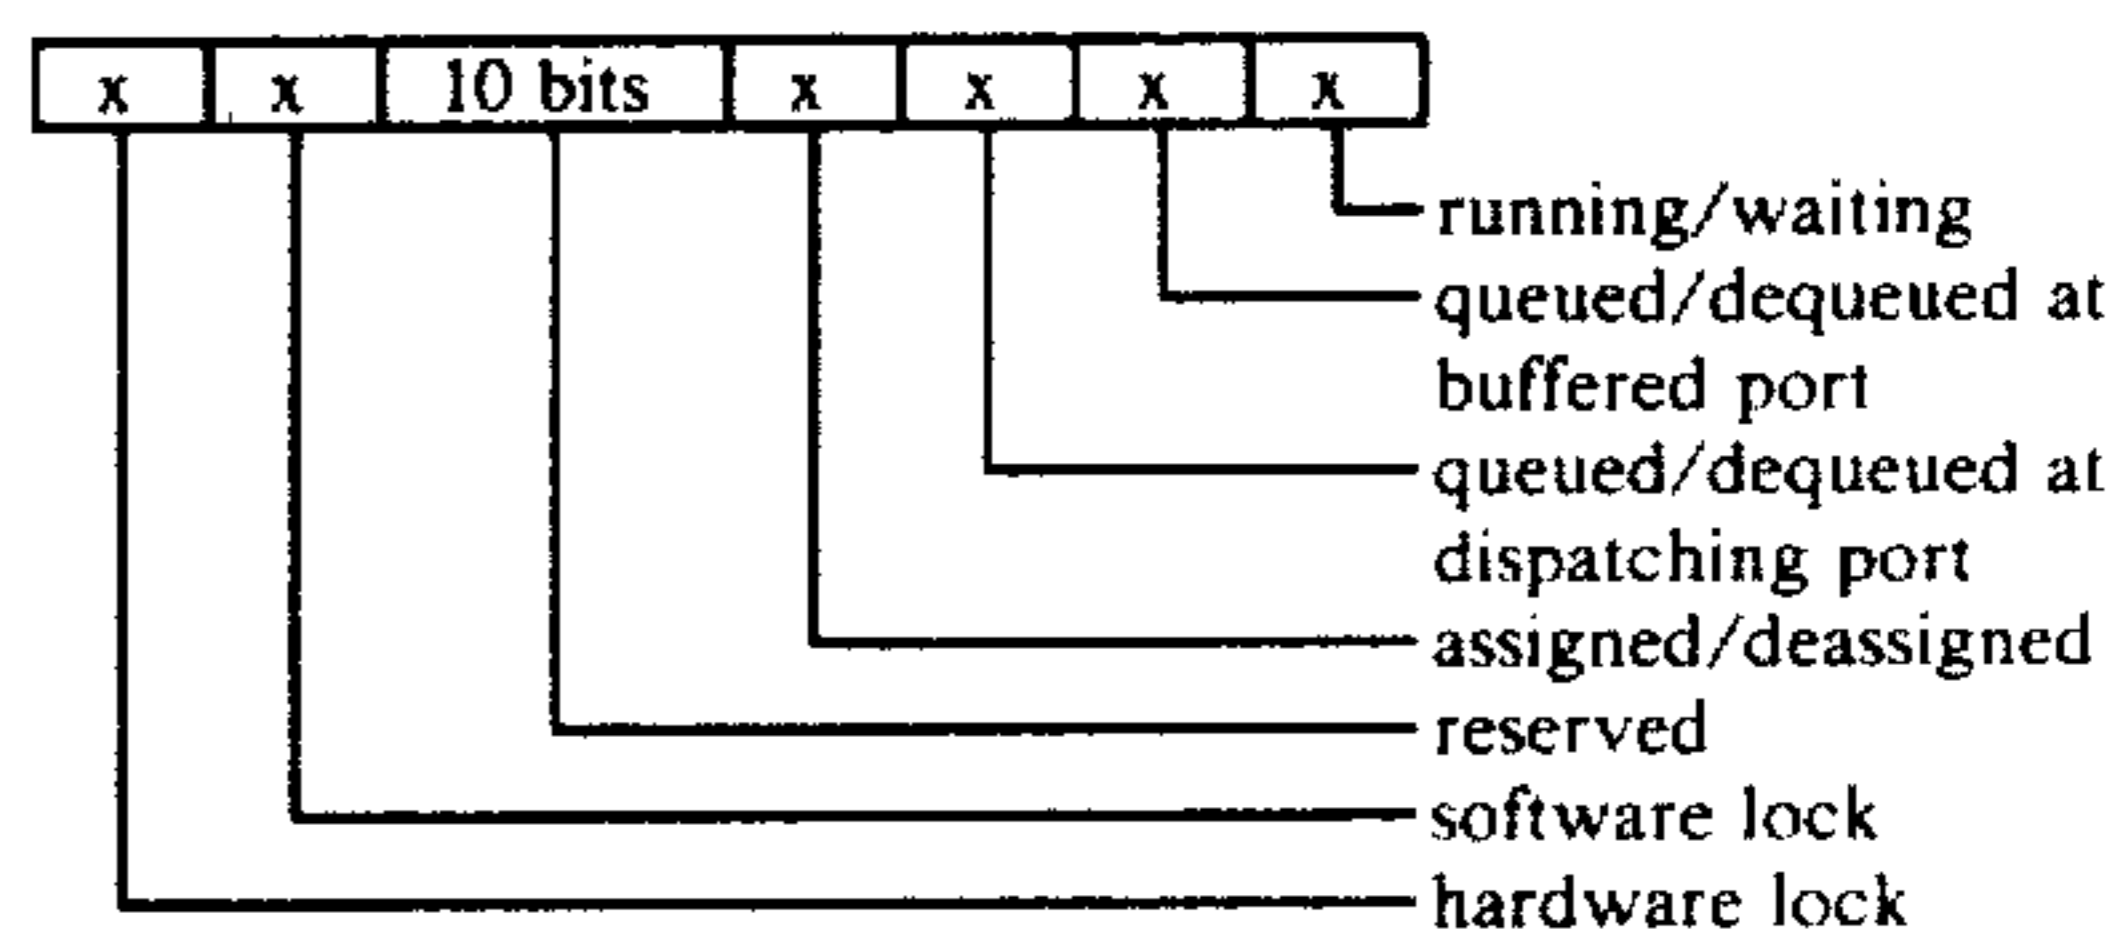 x x 10 bits x x x x
running/waiting
queued/dequeued at
buffered port
queued/dequeued at
dispatching port
assigned/deassigned
reserved
software lock
hardware lock